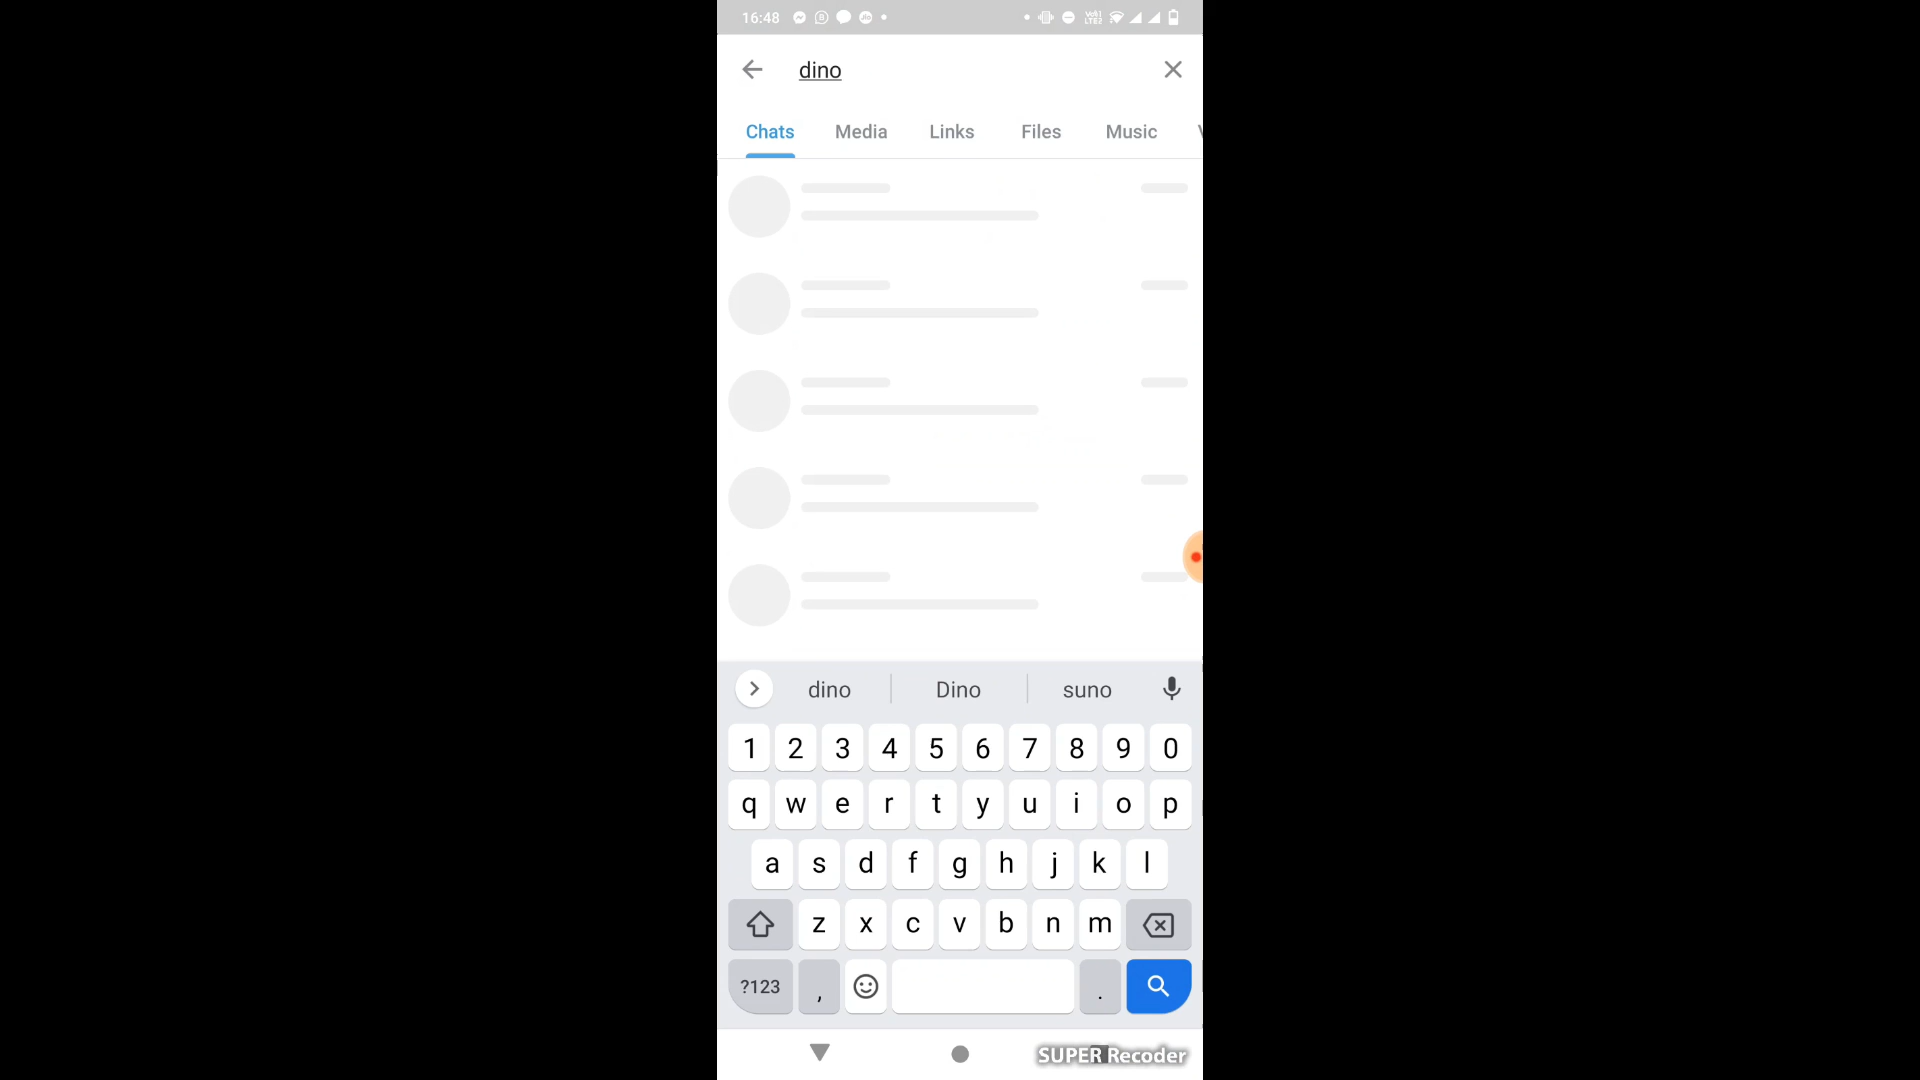 16:48
dino
Chats Media Links Files Music
dino Dino suno
1 2 3 4 5 6 7 8 9 0
q w e r t y u i o p
a s d f g h j k l
z x c v b n m
?123 , .
SUPER Recoder